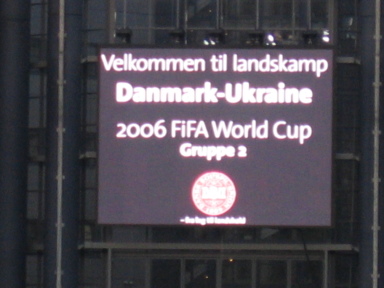 Velkommen til landskamp
Danmark-Ukraine
2006 FiFA World Cup
Gruppe 2